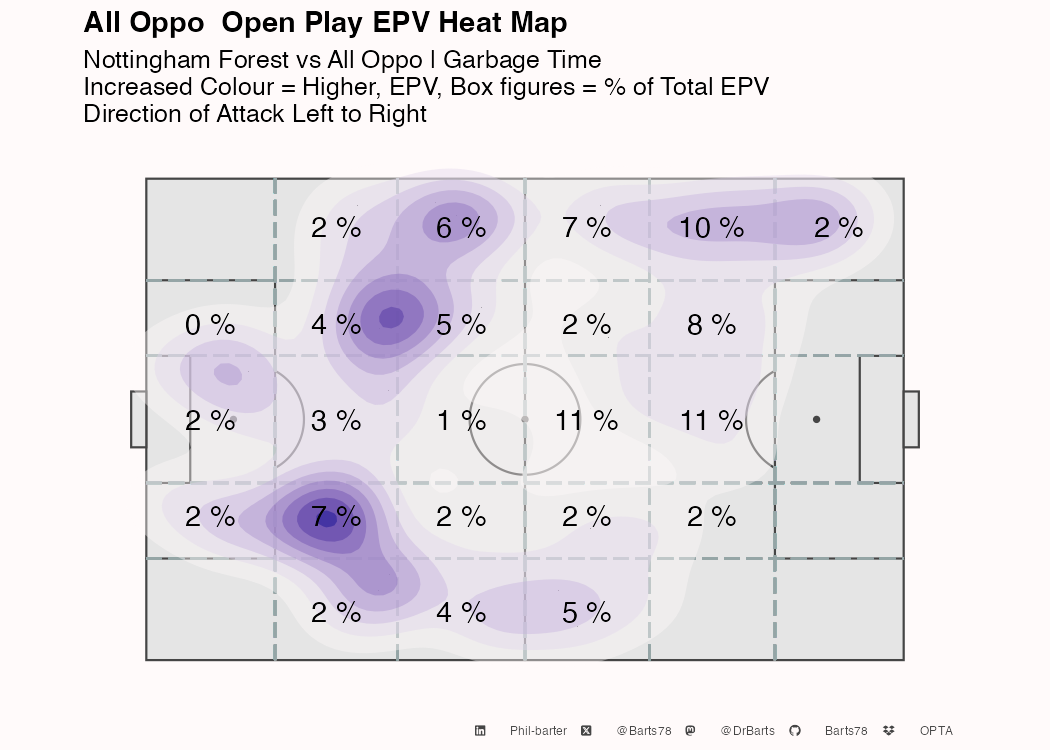 All Oppo  Open Play EPV Heat Map
Nottingham Forest vs All Oppo | Garbage Time
Increased Colour = Higher, EPV, Box figures = % of Total EPV
Direction of Attack Left to Right
2 % 6 % 7 % 10 % 2 %
0 % 4 % 5 % 2 % 8 %
2 % 3 % 1 % 11 % 11 %
2 % 7 % 2 % 2 % 2 %
2 % 4 % 5 %
Phil-barter @Barts78 @DrBarts Barts78 OPTA